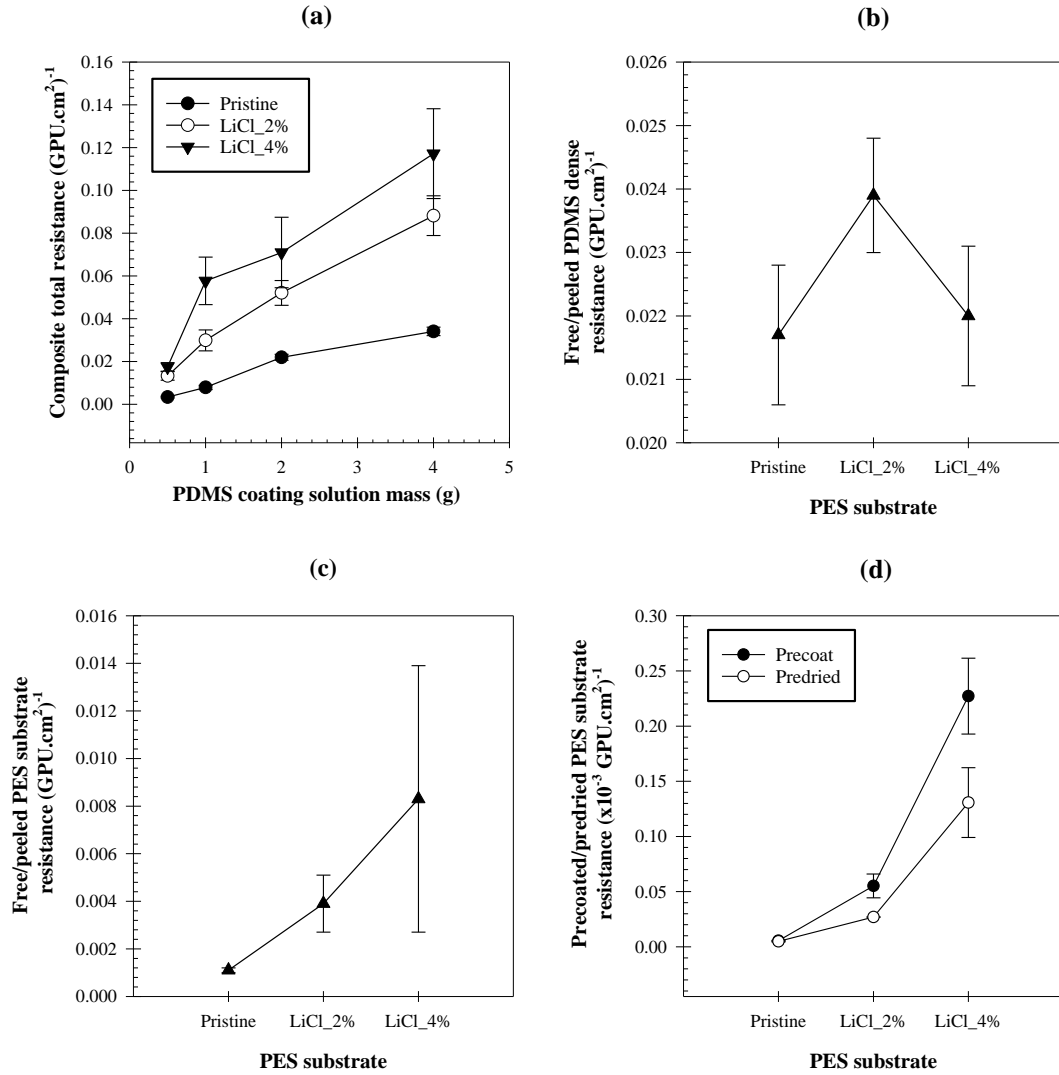 (a)
0.16
0.14
0.12
0.10
0.08
0.06
0.04
0.02
0.00
Composite total resistance (GPU.cm²)⁻¹
Pristine
LiCl_2%
LiCl_4%
0
1
2
3
4
5
PDMS coating solution mass (g)
(b)
0.026
0.025
0.024
0.023
0.022
0.021
0.020
Free/peeled PDMS dense
resistance (GPU.cm²)⁻¹
Pristine
LiCl_2%
LiCl_4%
PES substrate
(c)
0.016
0.014
0.012
0.010
0.008
0.006
0.004
0.002
0.000
Free/peeled PES substrate
resistance (GPU.cm²)⁻¹
Pristine
LiCl_2%
LiCl_4%
PES substrate
(d)
0.30
0.25
0.20
0.15
0.10
0.05
0.00
Precoated/predried PES substrate
resistance (x10⁻³ GPU.cm²)⁻¹
Precoat
Predried
Pristine
LiCl_2%
LiCl_4%
PES substrate